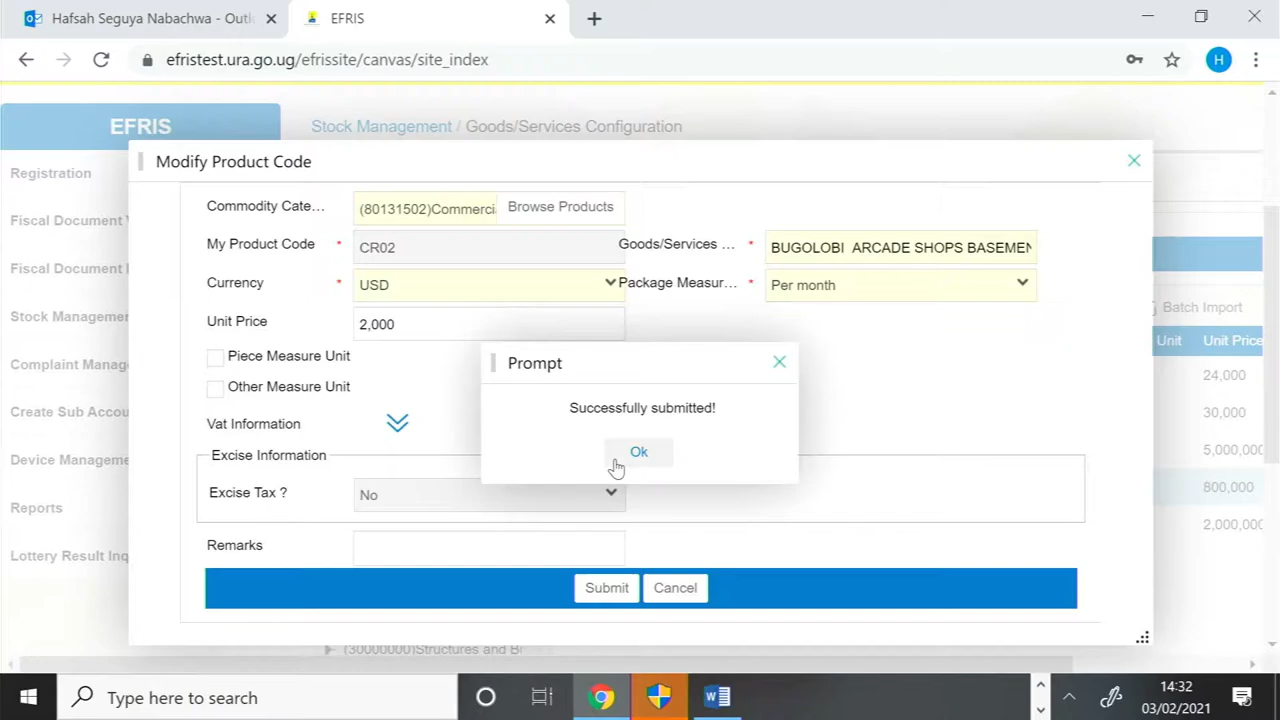 Hafsah Seguya Nabachwa - Outlo
EFRIS
efristest.ura.go.ug/efrissite/canvas/site_index
H
EFRIS
Stock Management / Goods/Services Configuration
Registration
Fiscal Document
Fiscal Document
Stock Managemen
Complaint Manag
Create Sub Accou
Device Manageme
Reports
Lottery Result Inq
Modify Product Code
Commodity Cate...
(80131502)Commerci
Browse Products
My Product Code *
CR02
Goods/Services ... *
BUGOLOBI ARCADE SHOPS BASEMEN
Currency *
USD
Package Measur... *
Per month
Unit Price
2,000
Piece Measure Unit
Other Measure Unit
Vat Information
Excise Information
Excise Tax ?
No
Remarks
Submit
Cancel
Prompt
Successfully submitted!
Ok
Batch Import
Unit
Unit Price
24,000
30,000
5,000,000
800,000
2,000,000
(30000000)Structures and B
Type here to search
14:32
03/02/2021